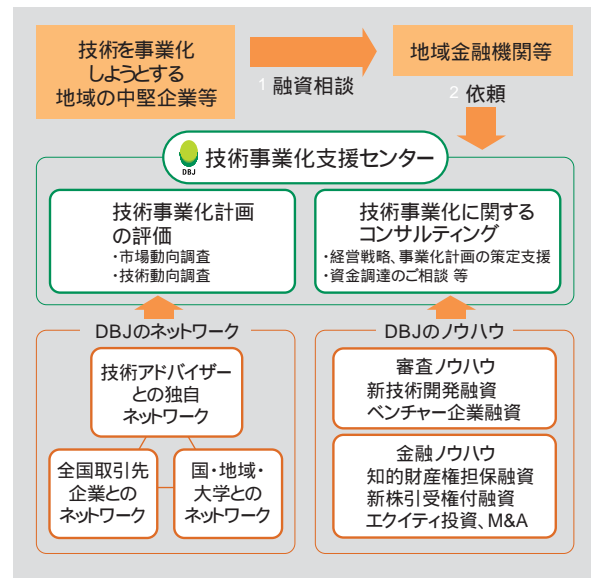 技術を事業化
しようとする
地域の中堅企業等
1 融資相談
地域金融機関等
2 依頼
DBJ
技術事業化支援センター
技術事業化計画
の評価
・市場動向調査
・技術動向調査
技術事業化に関する
コンサルティング
・経営戦略、事業化計画の策定支援
・資金調達のご相談 等
DBJのネットワーク
技術アドバイザー
との独自
ネットワーク
全国取引先
企業との
ネットワーク
国・地域・
大学との
ネットワーク
DBJのノウハウ
審査ノウハウ
新技術開発融資
ベンチャー企業融資
金融ノウハウ
知的財産権担保融資
新株引受権付融資
エクイティ投資、M&A